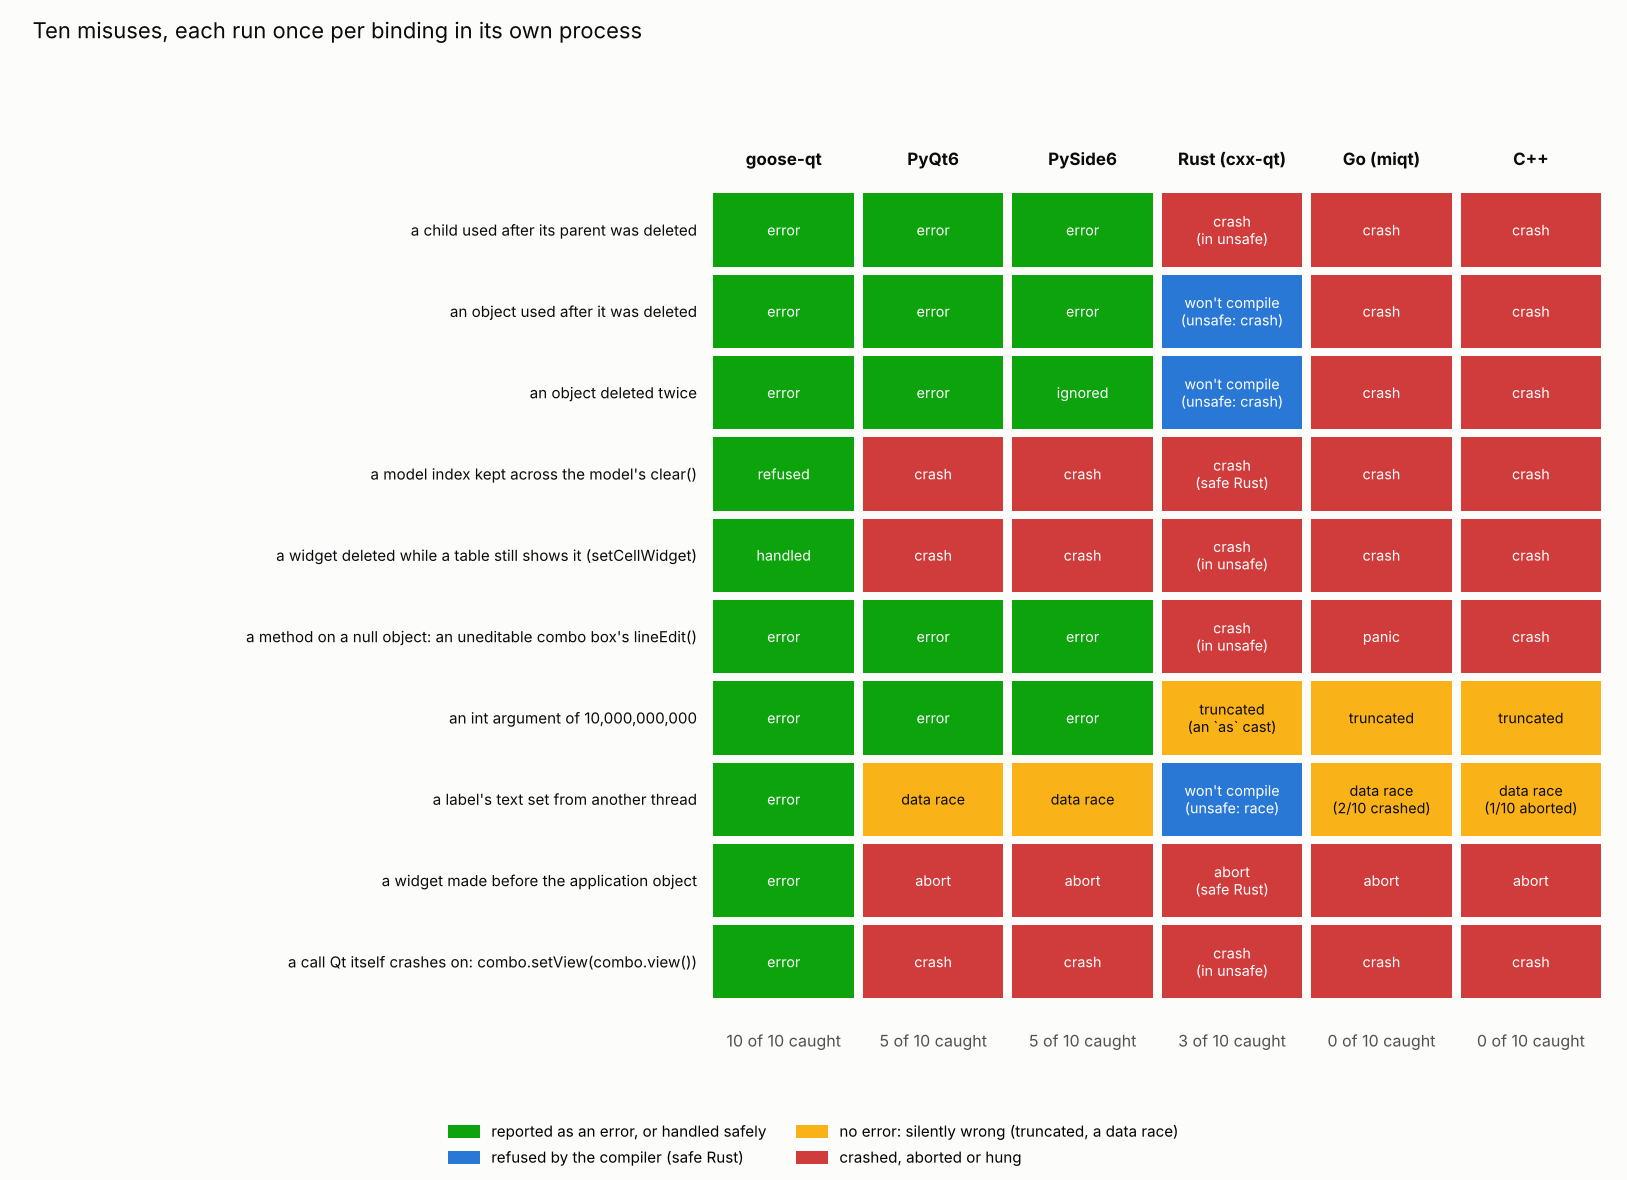 Ten misuses, each run once per binding in its own process
goose-qt PyQt6 PySide6 Rust (cxx-qt) Go (miqt) C++
a child used after its parent was deleted error error error crash (in unsafe) crash crash
an object used after it was deleted error error error won't compile (unsafe: crash) crash crash
an object deleted twice error error ignored won't compile (unsafe: crash) crash crash
a model index kept across the model's clear() refused crash crash crash (safe Rust) crash crash
a widget deleted while a table still shows it (setCellWidget) handled crash crash crash (in unsafe) crash crash
a method on a null object: an uneditable combo box's lineEdit() error error error crash (in unsafe) panic crash
an int argument of 10,000,000,000 error error error truncated (an `as` cast) truncated truncated
a label's text set from another thread error data race data race won't compile (unsafe: race) data race (2/10 crashed) data race (1/10 aborted)
a widget made before the application object error abort abort abort (safe Rust) abort abort
a call Qt itself crashes on: combo.setView(combo.view()) error crash crash crash (in unsafe) crash crash
10 of 10 caught 5 of 10 caught 5 of 10 caught 3 of 10 caught 0 of 10 caught 0 of 10 caught
reported as an error, or handled safely
refused by the compiler (safe Rust)
no error: silently wrong (truncated, a data race)
crashed, aborted or hung